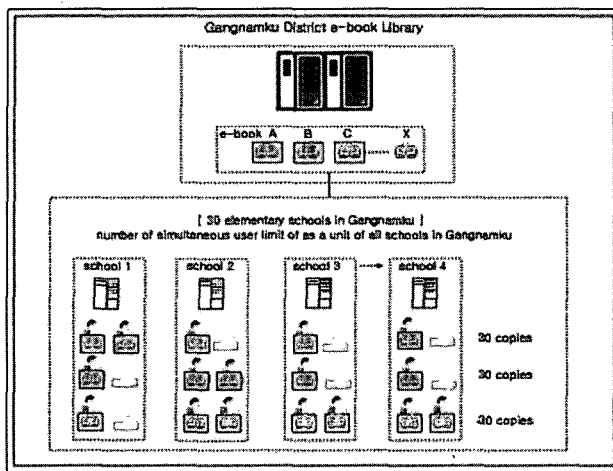 Gangnamku District e-book Library
e-book A B C X
[ 30 elementary schools in Gangnamku ]
number of simultaneous user limit of as a unit of all schools in Gangnamku
school 1 school 2 school 3 school 4
30 copies
30 copies
30 copies